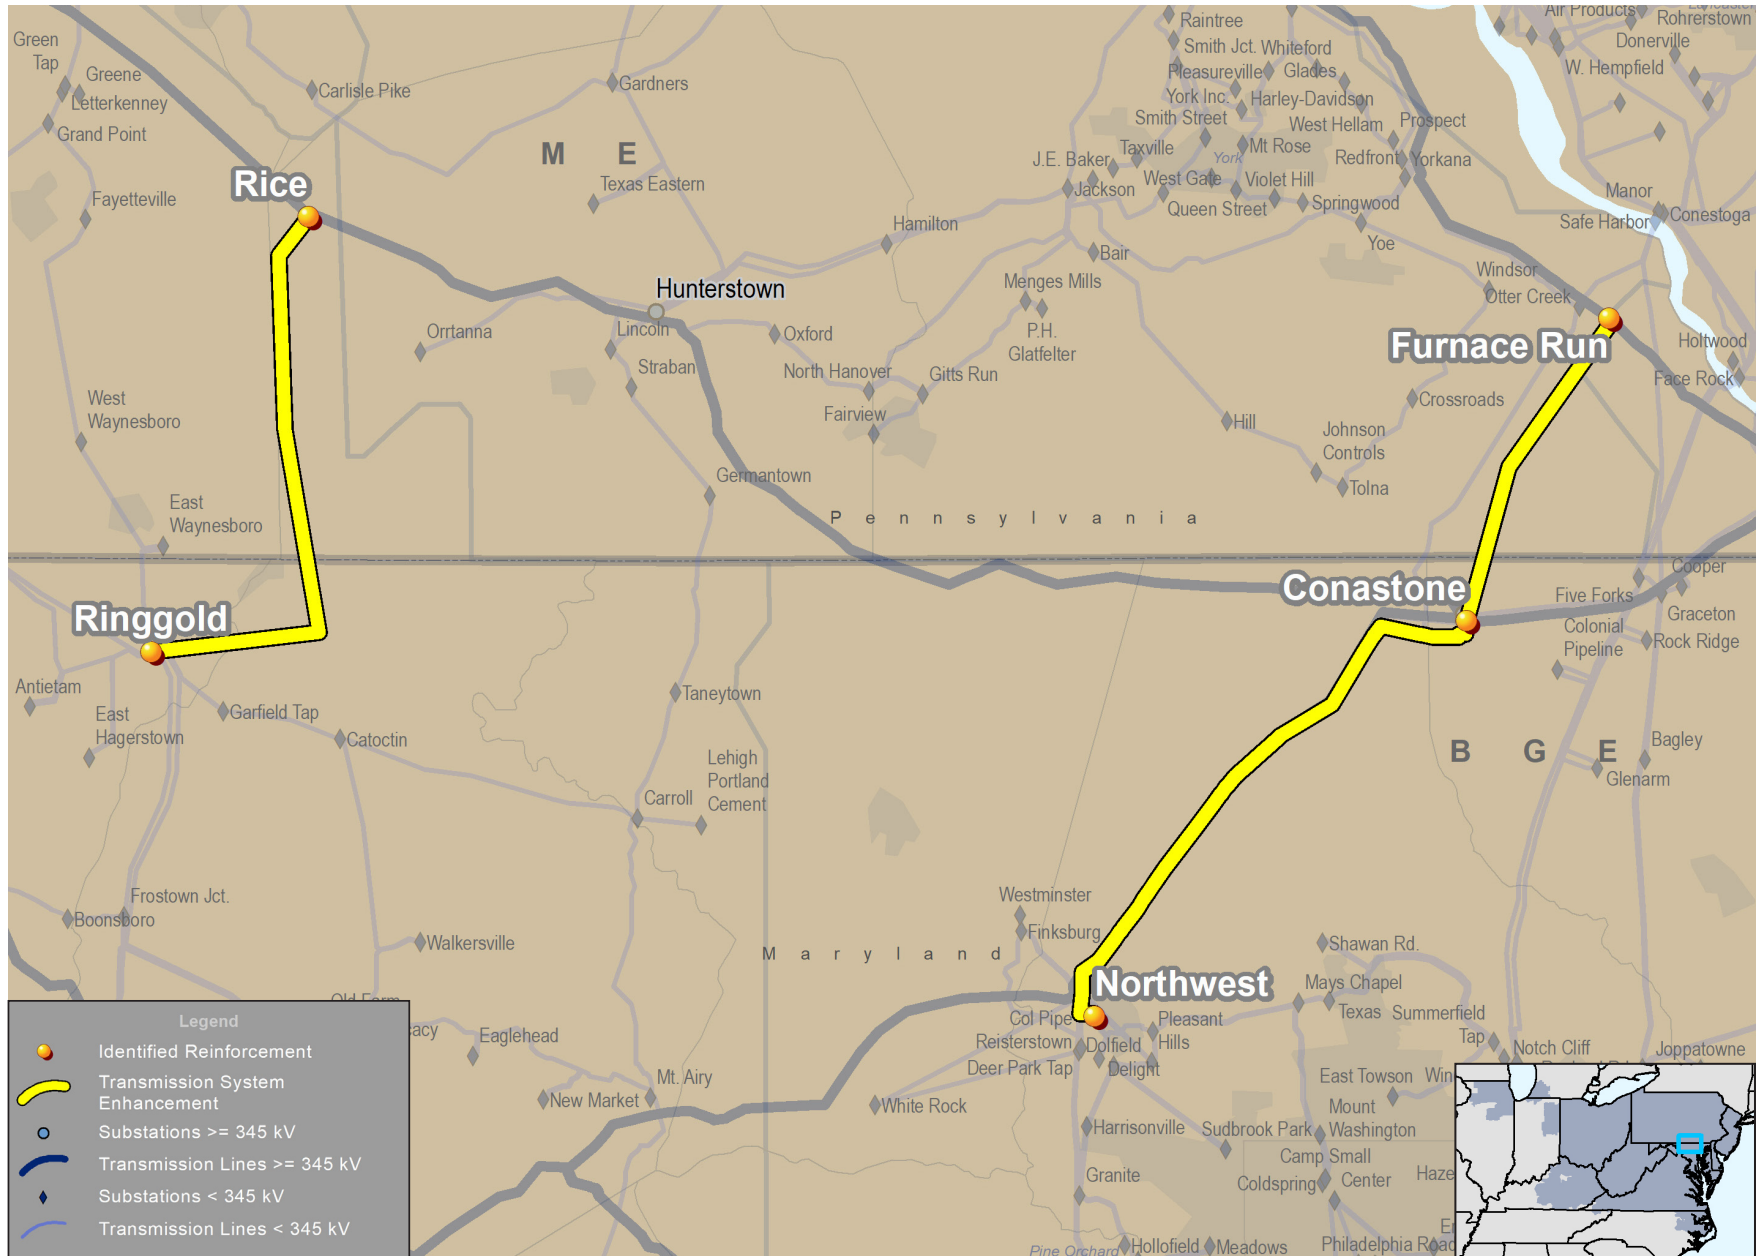 Green
Tap
Greene
Letterkenney
Grand Point
Carlisle Pike
Gardners
M E
Texas Eastern
Rice
Fayetteville
Raintree
Smith Jct.
Whiteford
Pleasureville
Glades
York Inc.
Harley-Davidson
Smith Street
West Hellam
Prospect
Air Products
Rohrerstown
Donerville
W. Hempfield
J.E. Baker
Taxville
York
Mt Rose
Redfront
Yorkana
Jackson
West Gate
Violet Hill
Queen Street
Springwood
Yoe
Manor
Safe Harbor
Conestoga
Hamilton
Bair
Menges Mills
P.H.
Glatfelter
Windsor
Otter Creek
Hunterstown
Lincoln
Orrtanna
Oxford
Straban
North Hanover
Gitts Run
Fairview
Furnace Run
Holtwood
Face Rock
West
Waynesboro
Hill
Crossroads
Johnson
Controls
Tolna
Germantown
East
Waynesboro
Pennsylvania
Ringgold
Conastone
Cooper
Five Forks
Graceton
Colonial
Pipeline
Rock Ridge
Antietam
East
Hagerstown
Garfield Tap
Catoctin
Taneytown
Lehigh
Portland
Cement
Carroll
B G E
Bagley
Glenarm
Frostown Jct.
Boonsboro
Walkersville
Westminster
Finksburg
Maryland
Northwest
Shawan Rd.
Mays Chapel
Texas
Summerfield
Tap
Col Pipe
Pleasant
Hills
Reisterstown
Dolfield
Deer Park Tap
Delight
Notch Cliff
Joppatowne
Eaglehead
Mt. Airy
New Market
White Rock
East Towson
Mount
Washington
Harrisonville
Sudbrook Park
Camp Small
Granite
Coldspring
Center
Pine Orchard
Hollofield
Meadows
Philadelphia Road
Legend
Identified Reinforcement
Transmission System
Enhancement
Substations >= 345 kV
Transmission Lines >= 345 kV
Substations < 345 kV
Transmission Lines < 345 kV